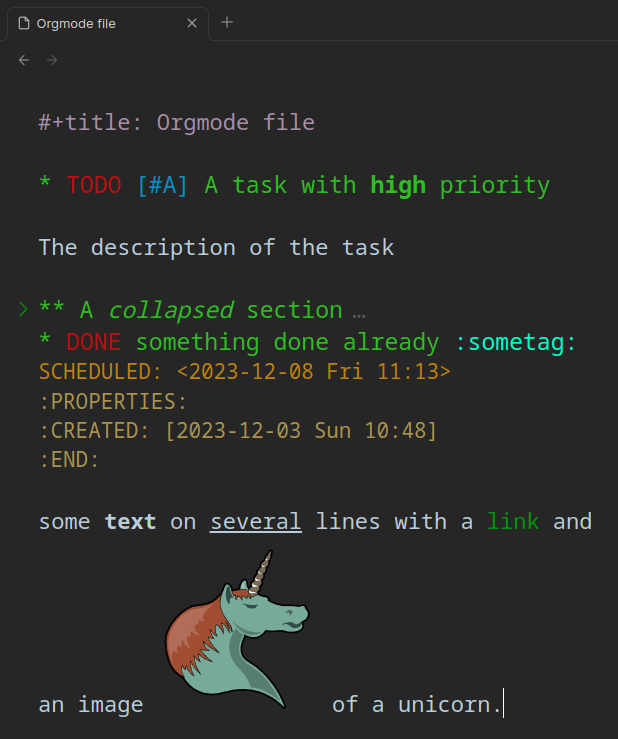 Orgmode file
#+title: Orgmode file
* TODO [#A] A task with high priority
The description of the task
** A collapsed section …
* DONE something done already :sometag:
SCHEDULED: <2023-12-08 Fri 11:13>
:PROPERTIES:
:CREATED: [2023-12-03 Sun 10:48]
:END:
some text on several lines with a link and
an image of a unicorn.